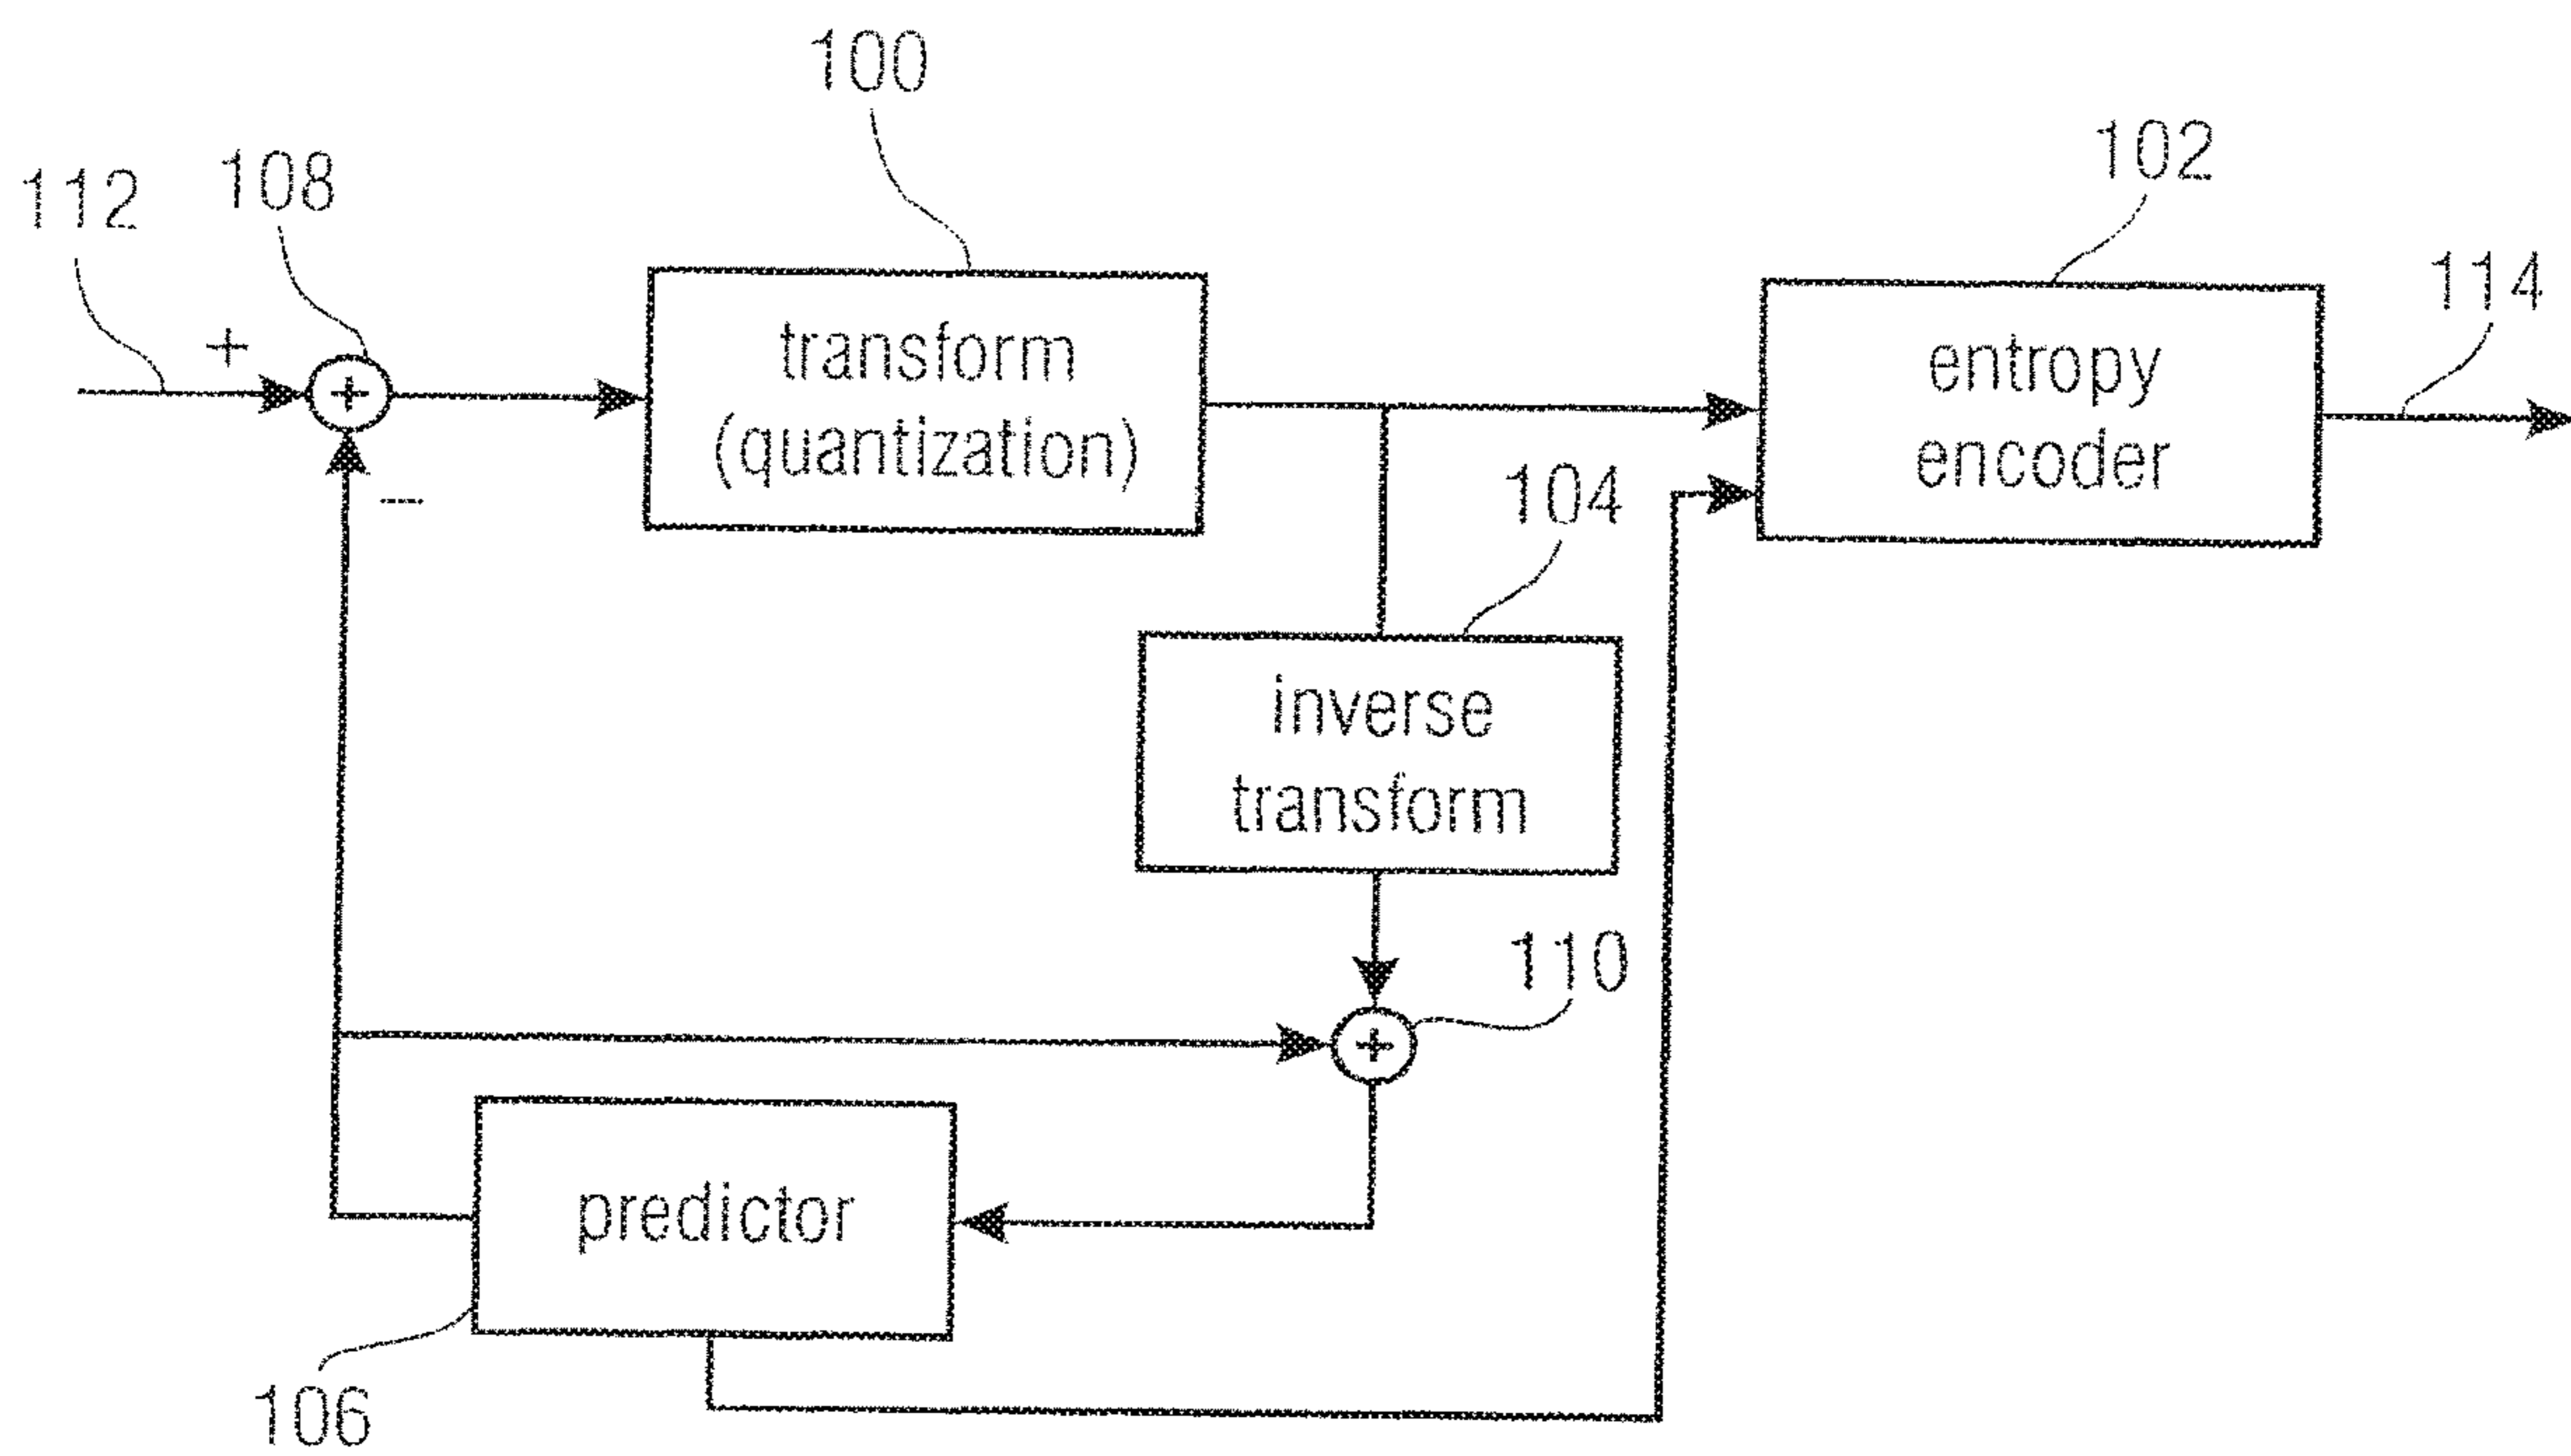 100
102
108
112
114
+
transform
(quantization)
entropy
encoder
+
–
104
inverse
transform
110
+
predictor
106